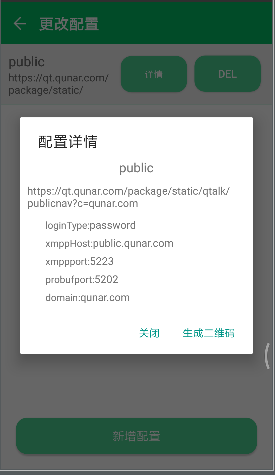 更改配置
public
https://qt.qunar.com/
package/static/
详情
DEL
配置详情
public
https://qt.qunar.com/package/static/qtalk/
publicnav?c=qunar.com
loginType:password
xmppHost:public.qunar.com
xmppport:5223
probufport:5202
domain:qunar.com
关闭
生成二维码
新增配置